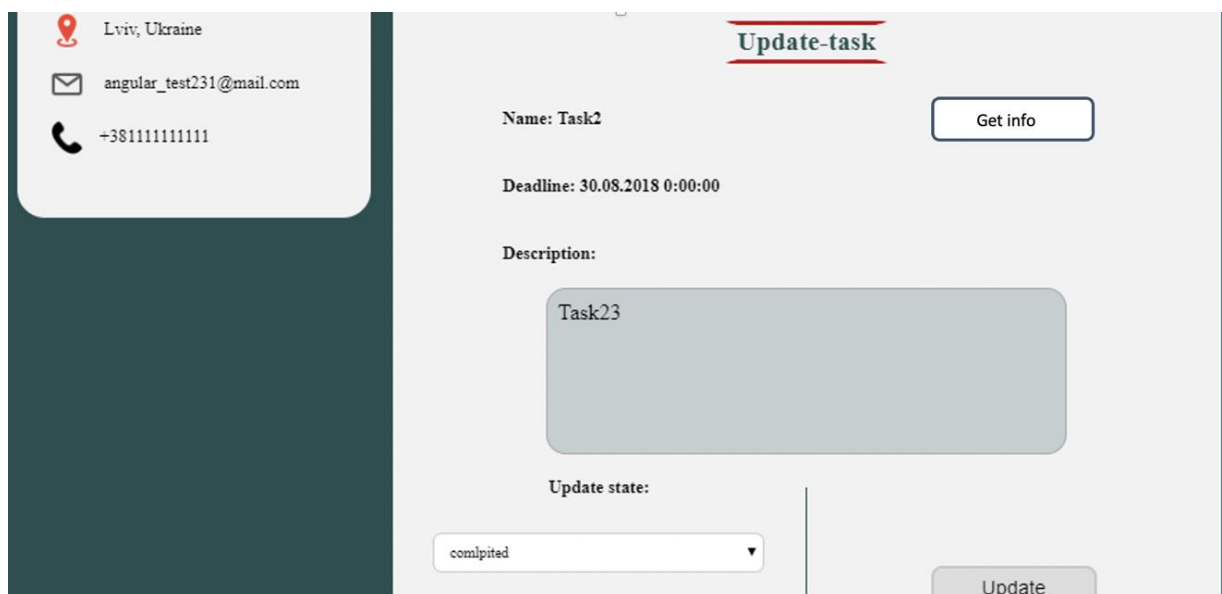 Lviv, Ukraine
angular_test231@mail.com
+381111111111
Update-task
Name: Task2
Get info
Deadline: 30.08.2018 0:00:00
Description:
Task23
Update state:
comlpited
Update